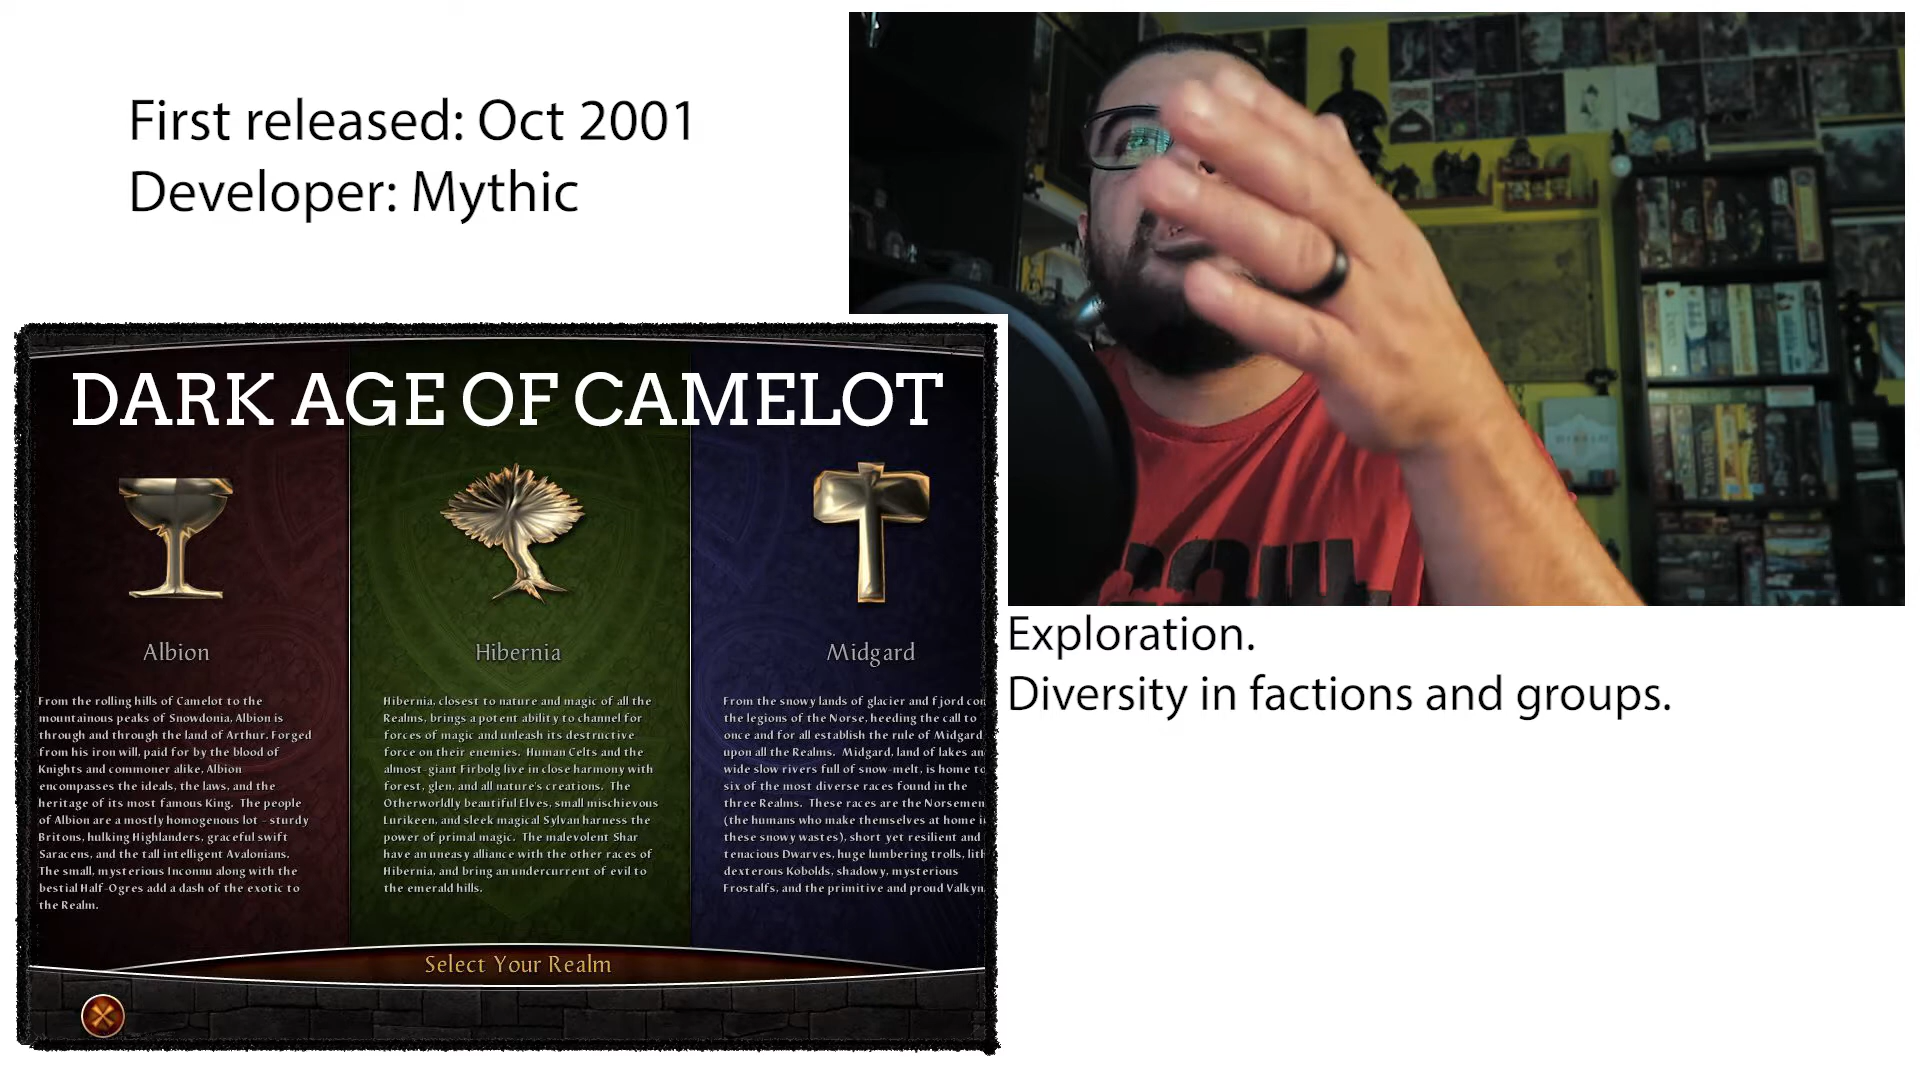 First released: Oct 2001
Developer: Mythic
DARK AGE OF CAMELOT
Albion
From the rolling hills of Camelot to the
mountainous peaks of Snowdonia, Albion is
through and through the land of Arthur. Forged
from his iron will, paid for by the blood of
Knights and commoner alike, Albion
encompasses the ideals, the laws, and the
heritage of its most famous King. The people
of Albion are a mostly homogenous lot - sturdy
Britons, hulking Highlanders, graceful swift
Saracens, and the tall intelligent Avalonians.
The small, mysterious Inconnu along with the
bestial Half-Ogres add a dash of the exotic to
the Realm.
Hibernia
Hibernia, closest to nature and magic of all the
Realms, brings a potent ability to channel for
forces of magic and unleash its destructive
force on their enemies. Human Celts and the
almost-giant Firbolg live in close harmony with
forest, glen, and all nature's creations. The
Otherworldly beautiful Elves, small mischievous
Lurikeen, and sleek magical Sylvan harness the
power of primal magic. The malevolent Shar
have an uneasy alliance with the other races of
Hibernia, and bring an undercurrent of evil to
the emerald hills.
Midgard
From the snowy lands of glacier and fjord
the legions of the Norse, heeding the call to
once and for all establish the rule of Midgard
upon all the Realms. Midgard, land of lakes
wide slow rivers full of snow-melt, is home to
six of the most diverse races found in the
three Realms. These races are the Norsemen
(the humans who make themselves at home
these snowy wastes), short yet resilient and
tenacious Dwarves, huge lumbering trolls,
dexterous Kobolds, shadowy, mysterious
Frostalfs, and the primitive and proud Valkyn
Select Your Realm
Exploration.
Diversity in factions and groups.